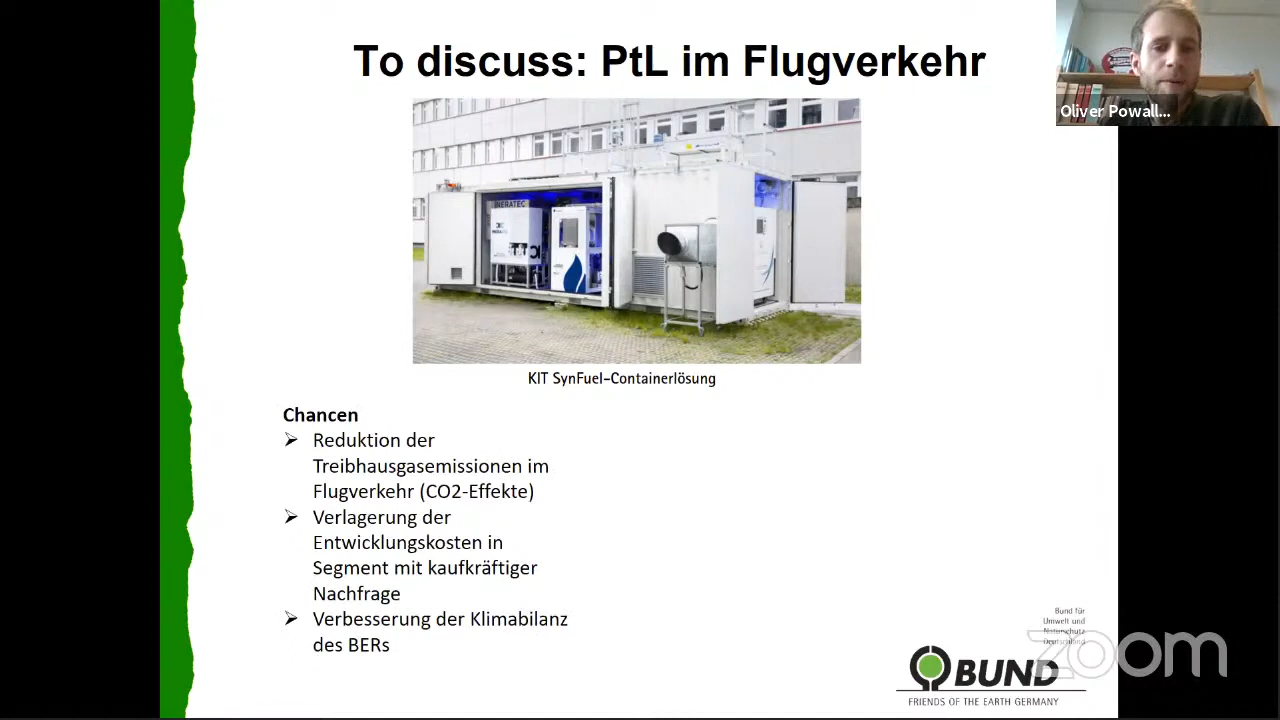 To discuss: PtL im Flugverkehr
Oliver Powall...
INERATEC
KIT SynFuel-Containerlösung
Chancen
➢ Reduktion der
Treibhausgasemissionen im
Flugverkehr (CO2-Effekte)
➢ Verlagerung der
Entwicklungskosten in
Segment mit kaufkräftiger
Nachfrage
➢ Verbesserung der Klimabilanz
des BERs
Bund für
Umwelt und
Naturschutz
Deutschland
zoom
BUND
FRIENDS OF THE EARTH GERMANY